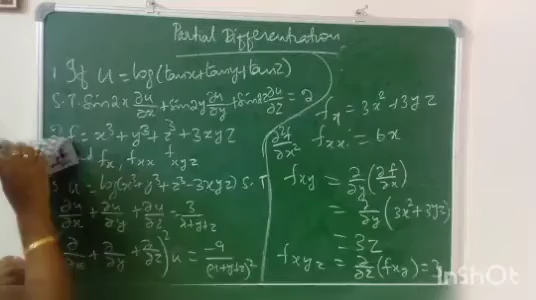 Partial Differentiation
1. If u = log(tanx+tany+tanz)
S.T. Sin2x ∂u/∂x + sin2y ∂u/∂y + sin2z ∂u/∂z = 2
f = x³ + y³ + z³ + 3xyz
fx, fxx fxyz
u = log(x³+y³+z³-3xyz) S.T
∂u/∂x + ∂u/∂y + ∂u/∂z = 3/(x+y+z)
∂/∂x + ∂/∂y + ∂/∂z)² u = -9/(x+y+z)²
fx = 3x² + 3yz
∂²f/∂x² fxx = 6x
fxy = ∂/∂y (∂f/∂x)
= ∂/∂y (3x² + 3yz)
= 3z
fxyz = ∂/∂z (fxy) = 3
InShot